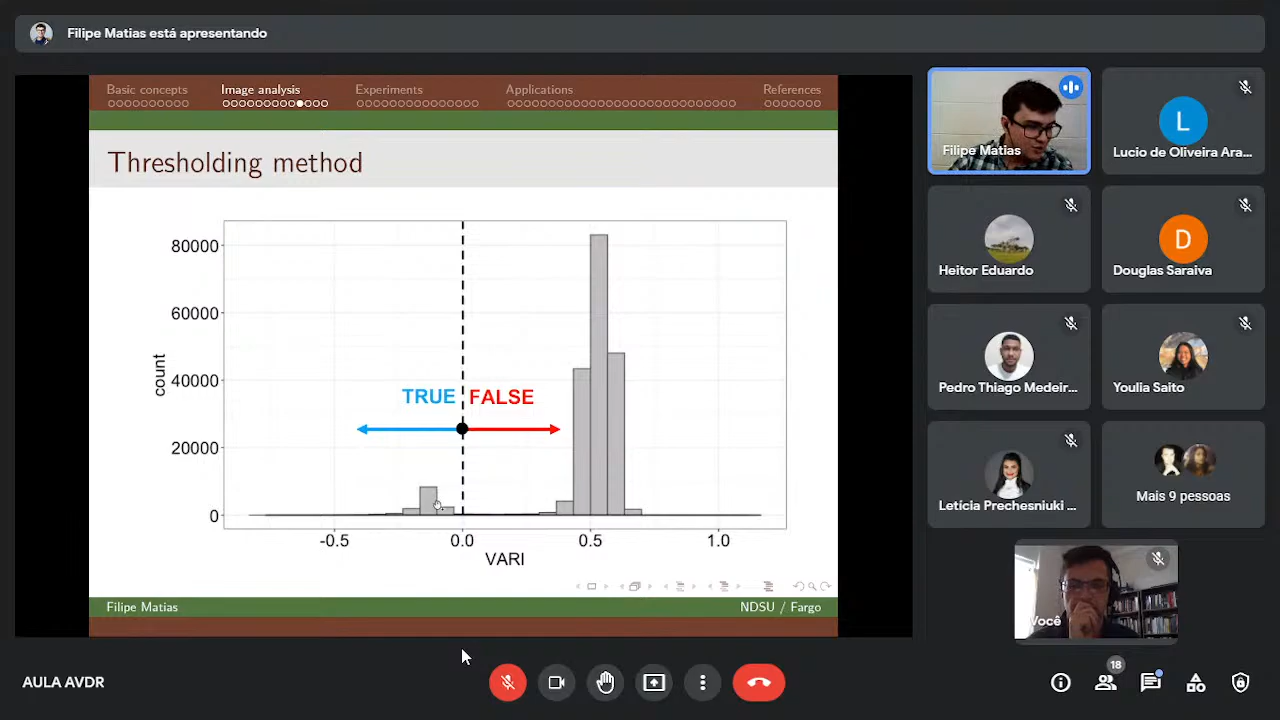 Filipe Matias está apresentando
Basic concepts Image analysis Experiments Applications References
Thresholding method
80000
60000
40000
20000
0
count
TRUE FALSE
-0.5 0.0 0.5 1.0
VARI
Filipe Matias NDSU / Fargo
Filipe Matias
L
Lucio de Oliveira Ara...
Heitor Eduardo
D
Douglas Saraiva
Pedro Thiago Medeir...
Youlia Saito
Letícia Prechesniuki ...
Mais 9 pessoas
Você
AULA AVDR
18